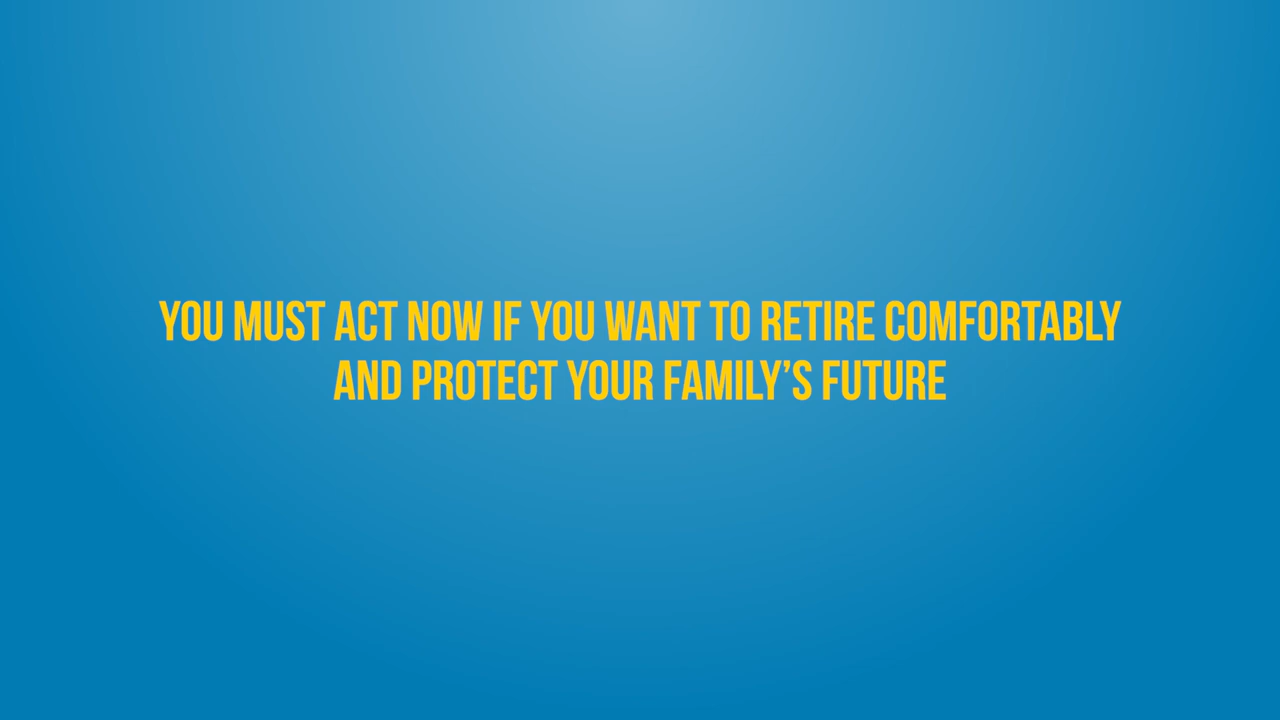 YOU MUST ACT NOW IF YOU WANT TO RETIRE COMFORTABLY
AND PROTECT YOUR FAMILY’S FUTURE